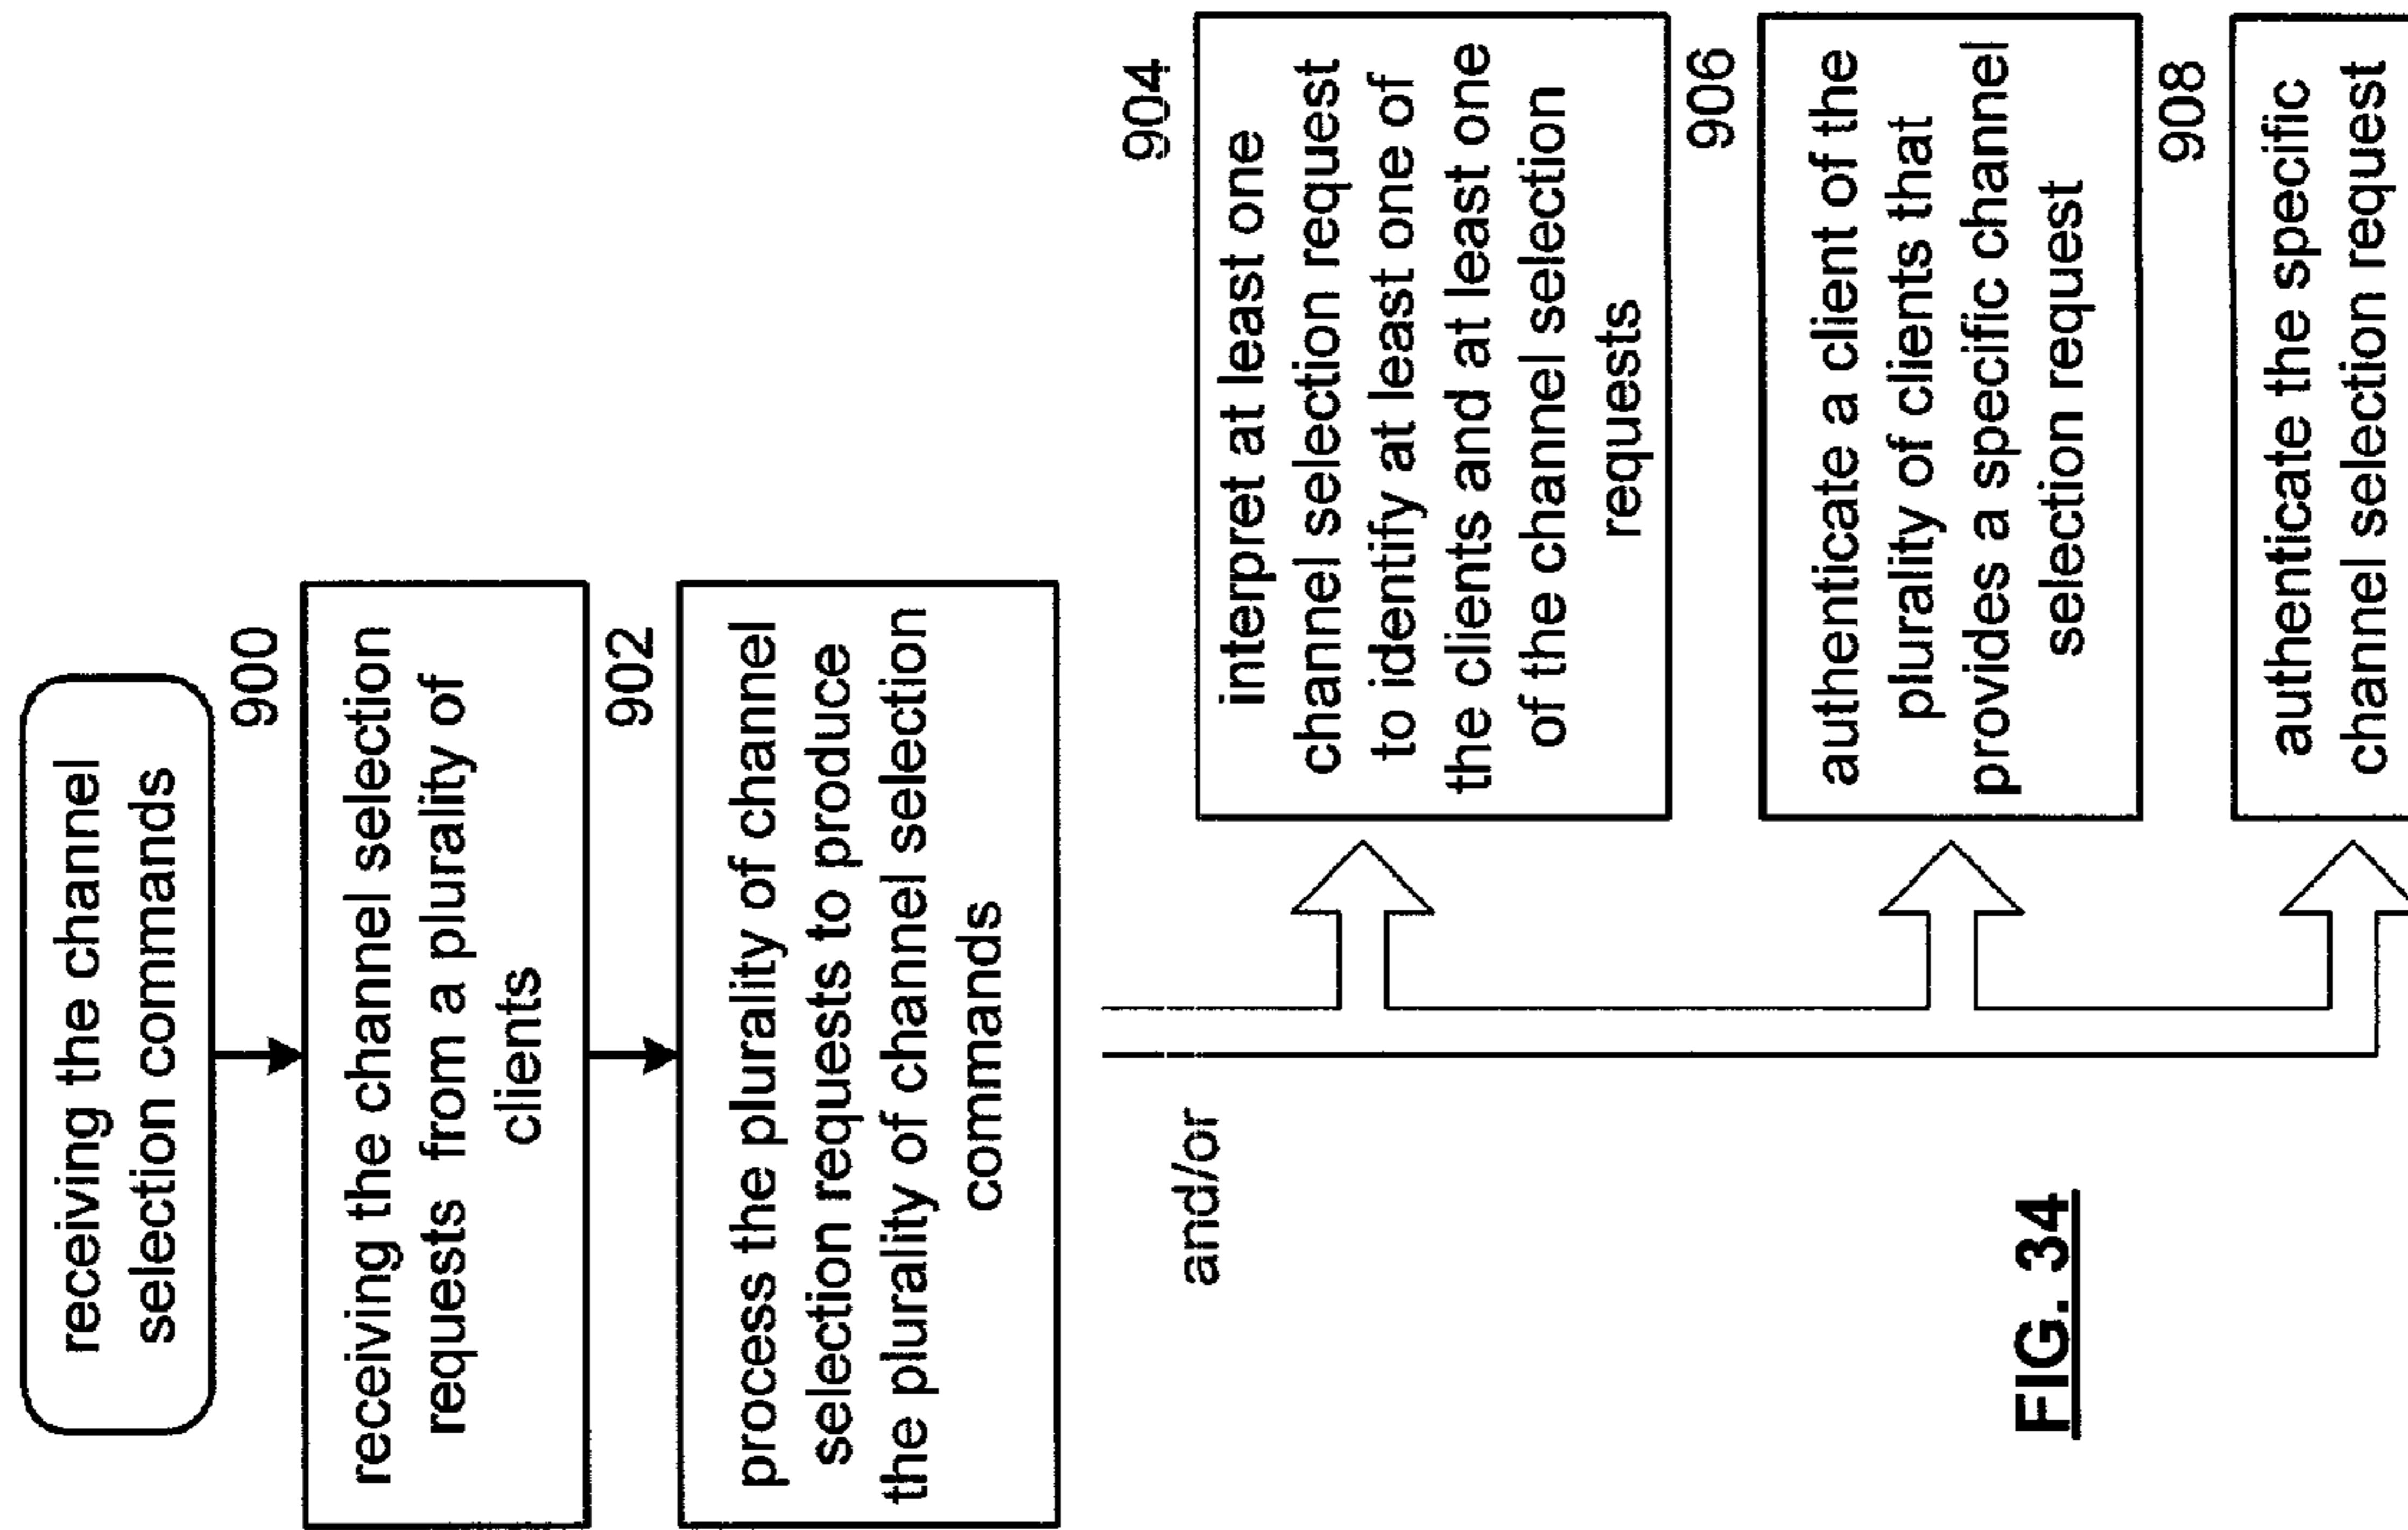 receiving the channel
selection commands
900
receiving the channel selection
requests from a plurality of
clients
902
process the plurality of channel
selection requests to produce
the plurality of channel selection
commands
and/or
904
interpret at least one
channel selection request
to identify at least one of
the clients and at least one
of the channel selection
requests
906
authenticate a client of the
plurality of clients that
provides a specific channel
selection request
908
authenticate the specific
channel selection request
FIG. 34